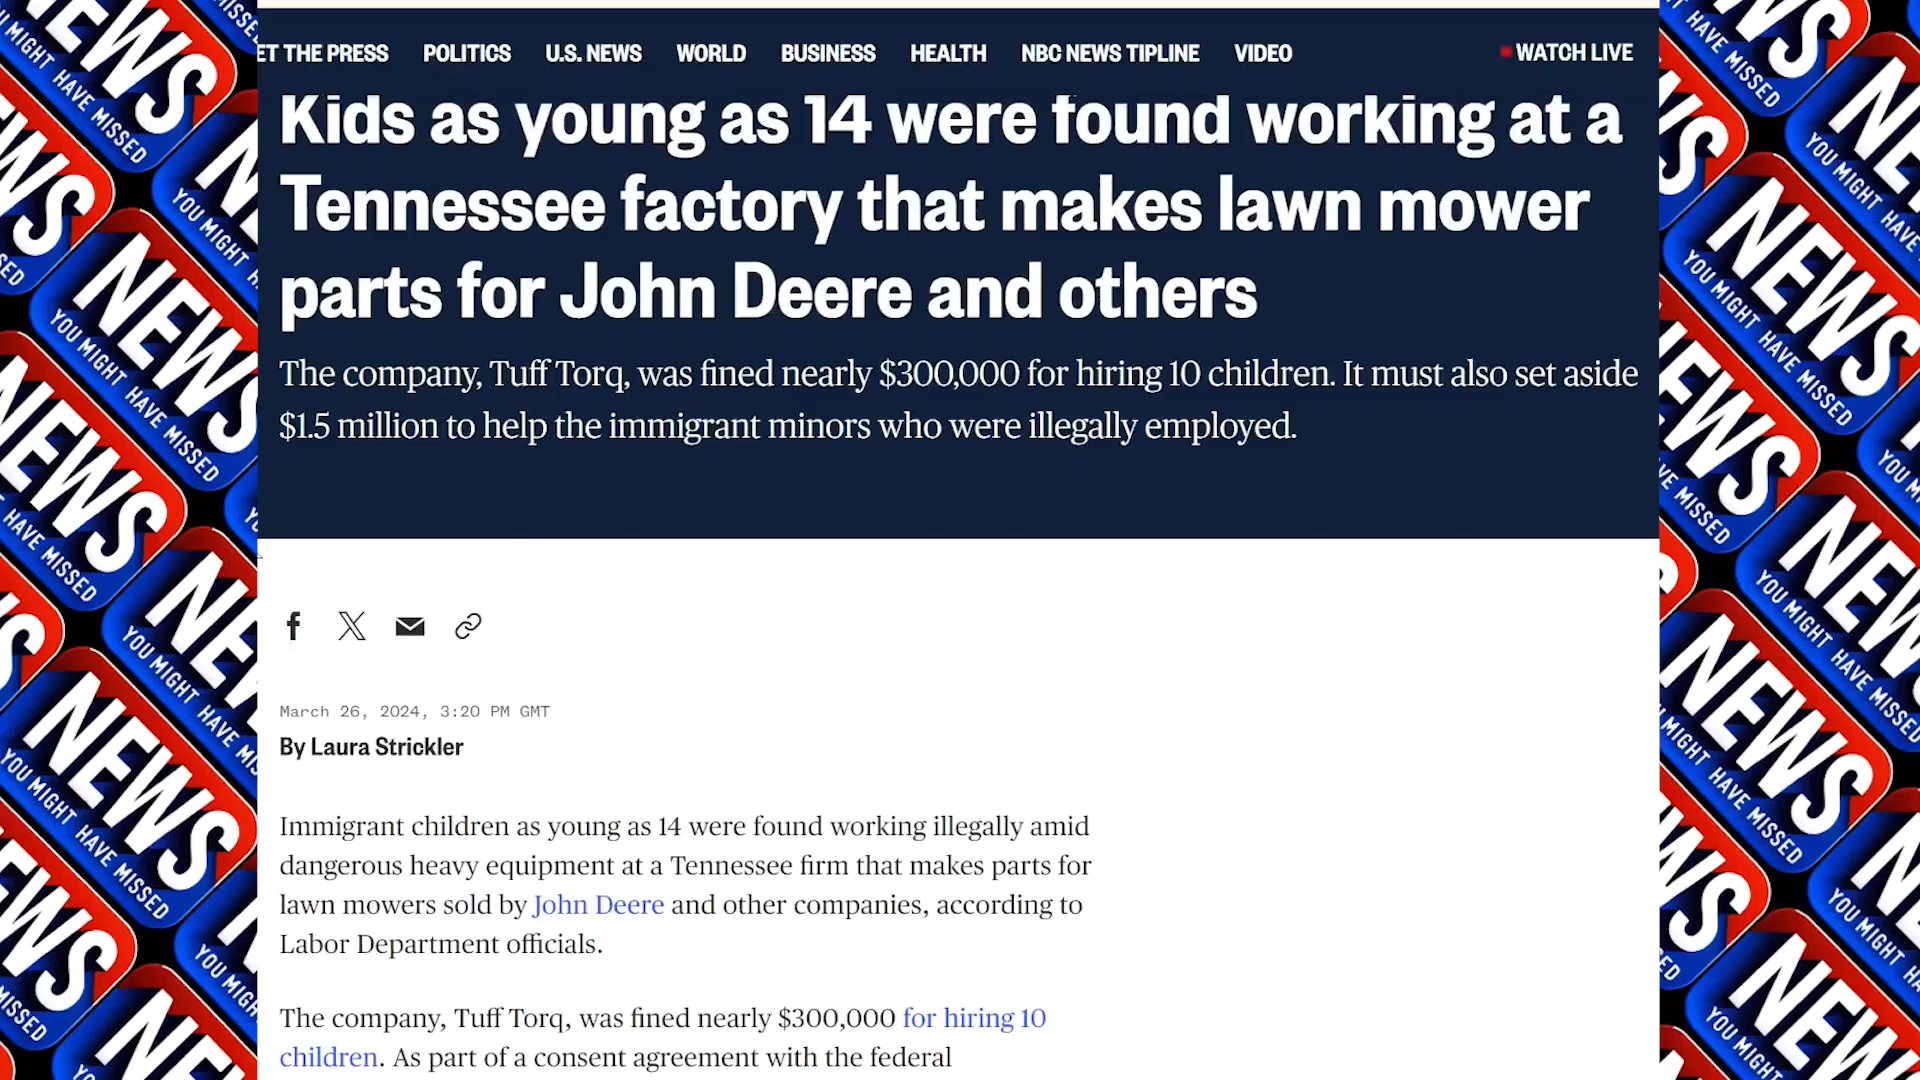 ET THE PRESS POLITICS U.S. NEWS WORLD BUSINESS HEALTH NBC NEWS TIPLINE VIDEO WATCH LIVE
Kids as young as 14 were found working at a
Tennessee factory that makes lawn mower
parts for John Deere and others
The company, Tuff Torq, was fined nearly $300,000 for hiring 10 children. It must also set aside
$1.5 million to help the immigrant minors who were illegally employed.
March 26, 2024, 3:20 PM GMT
By Laura Strickler
Immigrant children as young as 14 were found working illegally amid
dangerous heavy equipment at a Tennessee firm that makes parts for
lawn mowers sold by John Deere and other companies, according to
Labor Department officials.
The company, Tuff Torq, was fined nearly $300,000 for hiring 10
children. As part of a consent agreement with the federal
NEWS
YOU MIGHT HAVE MISSED